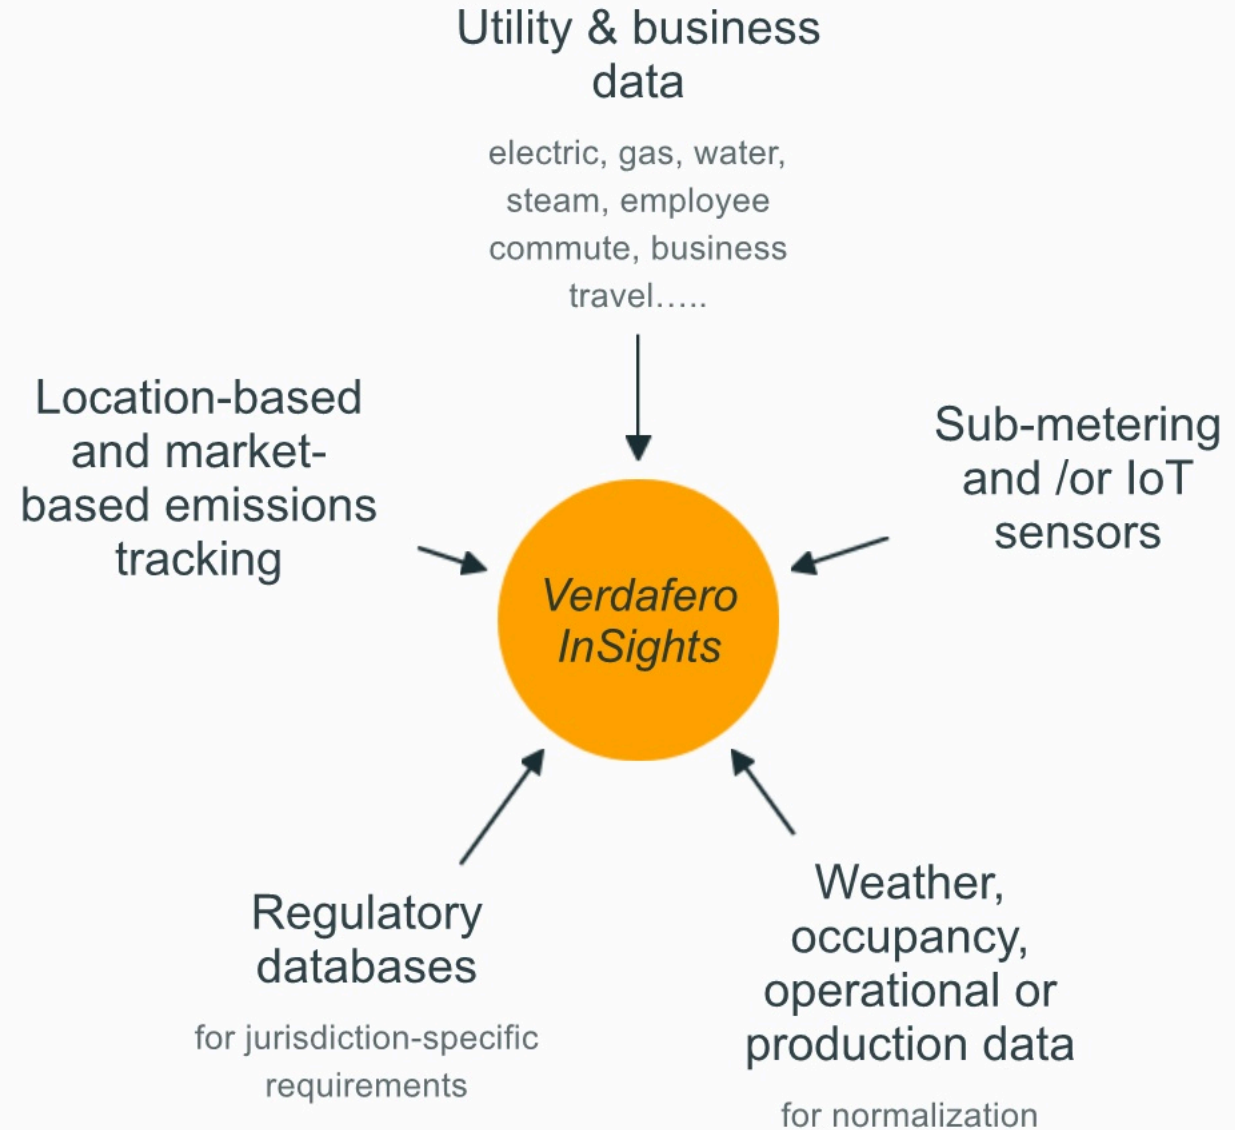 Utility & business
data
electric, gas, water,
steam, employee
commute, business
travel.....
Location-based
and market-
based emissions
tracking
Sub-metering
and /or IoT
sensors
Verdafero
InSights
Regulatory
databases
for jurisdiction-specific
requirements
Weather,
occupancy,
operational or
production data
for normalization